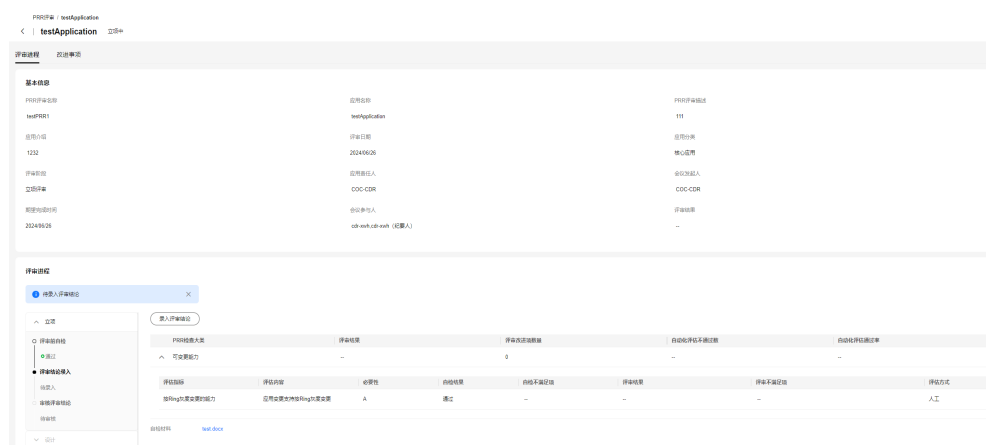 PRR评审 / testApplication
testApplication 立项中
评审进程 改进事项
基本信息
PRR评审名称 应用名称 PRR评审描述
testPRR1 testApplication 111
应用介绍 评审日期 应用分类
1232 2024/06/26 核心应用
评审阶段 应用责任人 会议发起人
立项评审 COC-CDR COC-CDR
期望完成时间 会议参与人 评审结果
2024/06/26 cdr-xwh,cdr-xwh（纪要人） --
评审进程
待录入评审结论
立项 录入评审结论
评审前自检 PRR检查大类 评审结果 评审改进项数量 自动化评估不通过数 自动化评估通过率
通过 可变更能力 -- 0 -- --
评审结论录入 评估指标 评估内容 必要性 自检结果 自检不满足项 评审结果 评审不满足项 评估方式
待录入
审核评审结论 按Ring灰度变更的能力 应用变更支持按Ring灰度变更 A 通过 -- -- -- 人工
待审核
自检材料 test.docx
设计